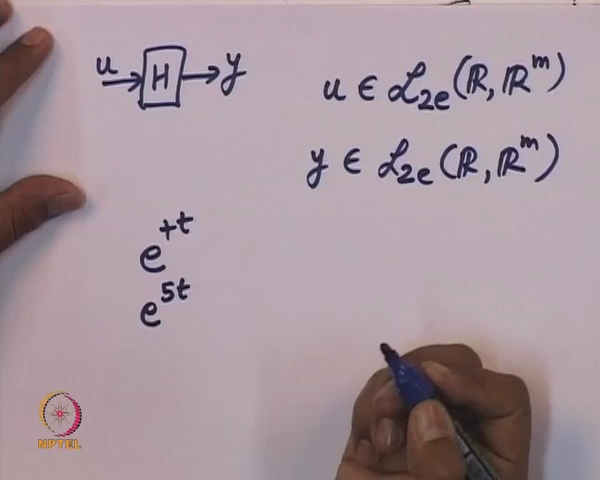 u H y
u ∈ ℒ₂ₑ(ℝ, ℝᵐ)
y ∈ ℒ₂ₑ(ℝ, ℝᵐ)
e⁺ᵗ
e⁵ᵗ
NPTEL